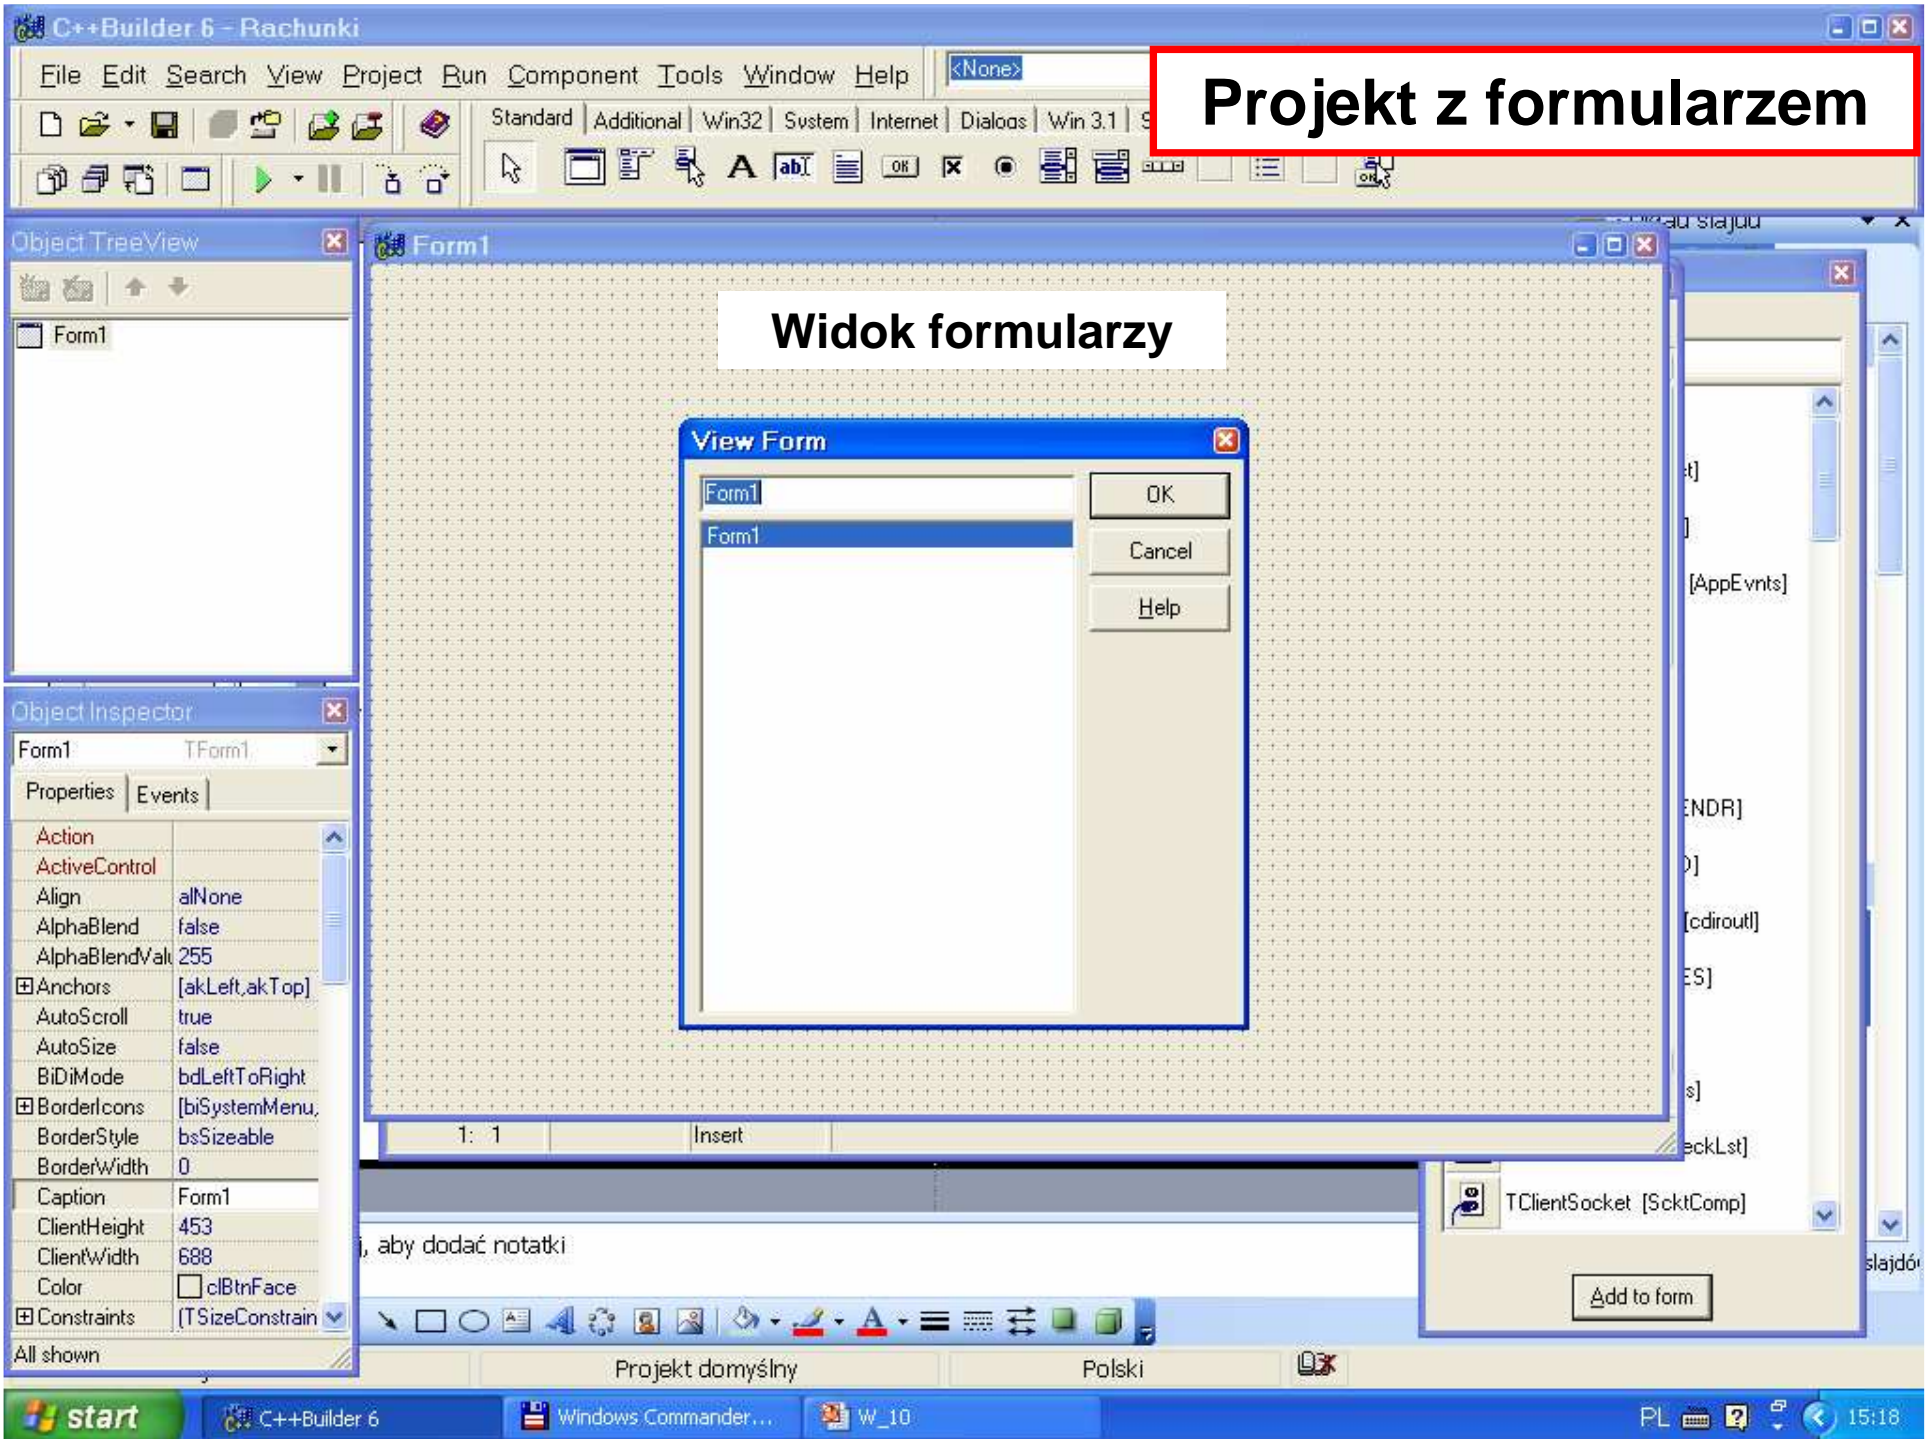 C++Builder 6 - Rachunki
File Edit Search View Project Run Component Tools Window Help
<None>
Projekt z formularzem
Standard Additional Win32 System Internet Dialogs Win 3.1 S
Object TreeView
Form1
Form1
Widok formularzy
View Form
Form1
Form1
OK
Cancel
Help
t]
]
[AppEvnts]
ENDR]
]
[cdiroutl]
ES]
s]
eckLst]
TClientSocket [ScktComp]
Add to form
Object Inspector
Form1 TForm1
Properties Events
Action
ActiveControl
Align alNone
AlphaBlend false
AlphaBlendValu 255
Anchors [akLeft,akTop]
AutoScroll true
AutoSize false
BiDiMode bdLeftToRight
BorderIcons [biSystemMenu,
BorderStyle bsSizeable
BorderWidth 0
Caption Form1
ClientHeight 453
ClientWidth 688
Color clBtnFace
Constraints (TSizeConstrain
All shown
1: 1 Insert
j, aby dodać notatki
slajdó
Projekt domyślny Polski
start C++Builder 6 Windows Commander... W_10 PL 15:18